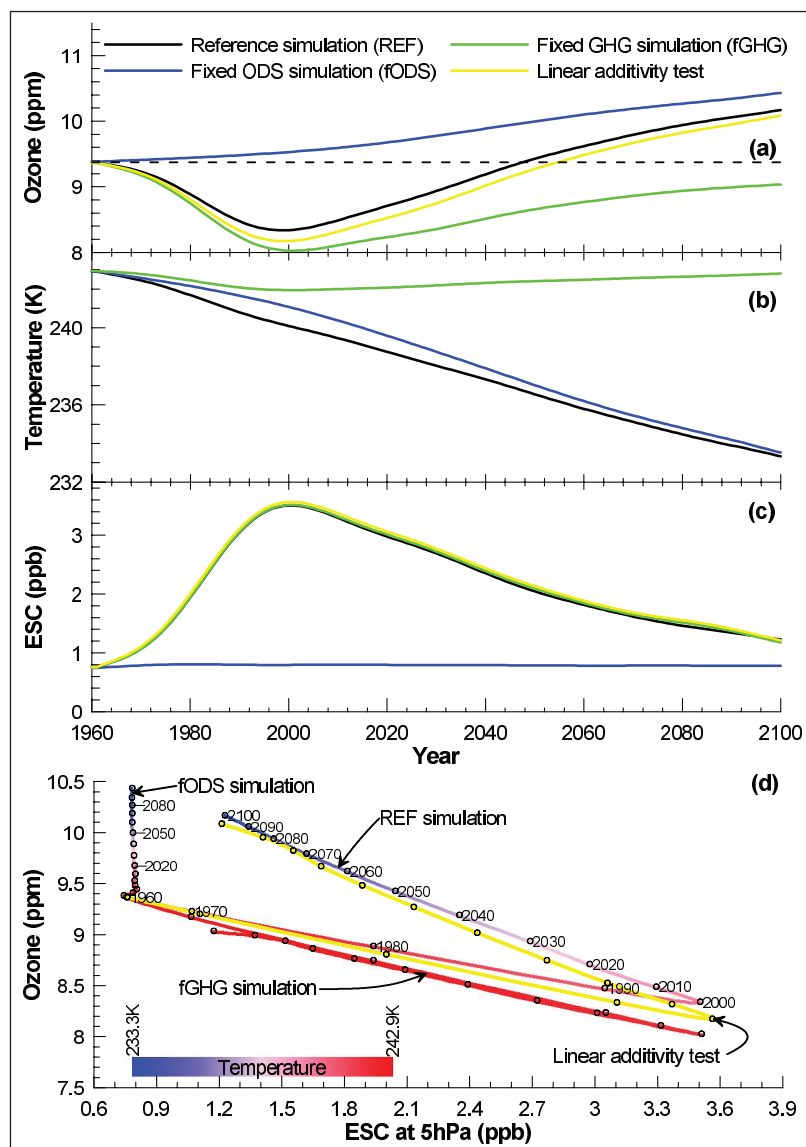 11
10
9
8
Ozone (ppm)
Reference simulation (REF)
Fixed GHG simulation (fGHG)
Fixed ODS simulation (fODS)
Linear additivity test
(a)
240
236
232
Temperature (K)
(b)
3
2
1
0
ESC (ppb)
(c)
1960 1980 2000 2020 2040 2060 2080 2100
Year
10.5
10
9.5
9
8.5
8
7.5
Ozone (ppm)
(d)
fODS simulation
2080
2050
2020
1960
1970
1980
1990
2000
2010
2020
2030
2040
2050
2060
2070
2080
2090
2100
REF simulation
fGHG simulation
Linear additivity test
233.3K
Temperature
242.9K
0.6 0.9 1.2 1.5 1.8 2.1 2.4 2.7 3 3.3 3.6 3.9
ESC at 5hPa (ppb)